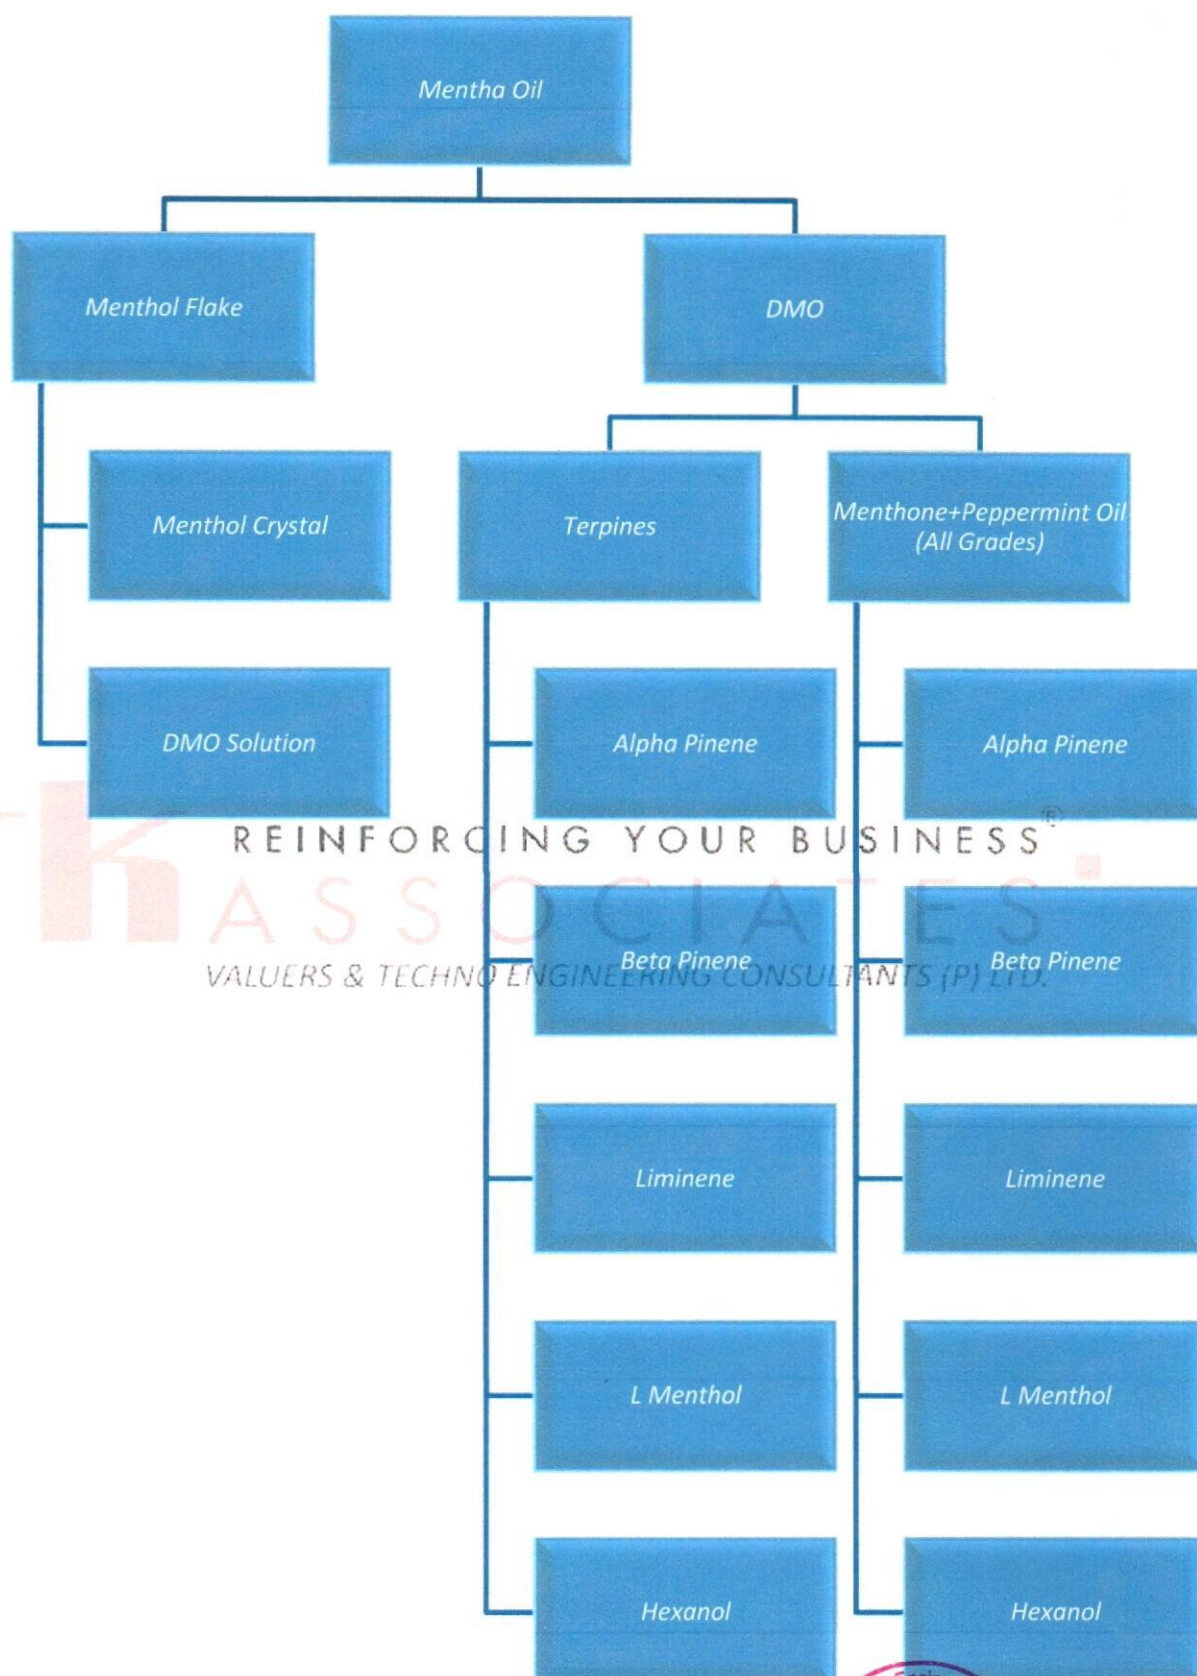 Mentha Oil
Menthol Flake
DMO
Menthol Crystal
Terpines
Menthone+Peppermint Oil
(All Grades)
DMO Solution
Alpha Pinene
Alpha Pinene
REINFORCING YOUR BUSINESS®
k
ASSOCIATES
Beta Pinene
Beta Pinene
VALUERS & TECHNO ENGINEERING CONSULTANTS (P) LTD.
Liminene
Liminene
L Menthol
L Menthol
Hexanol
Hexanol